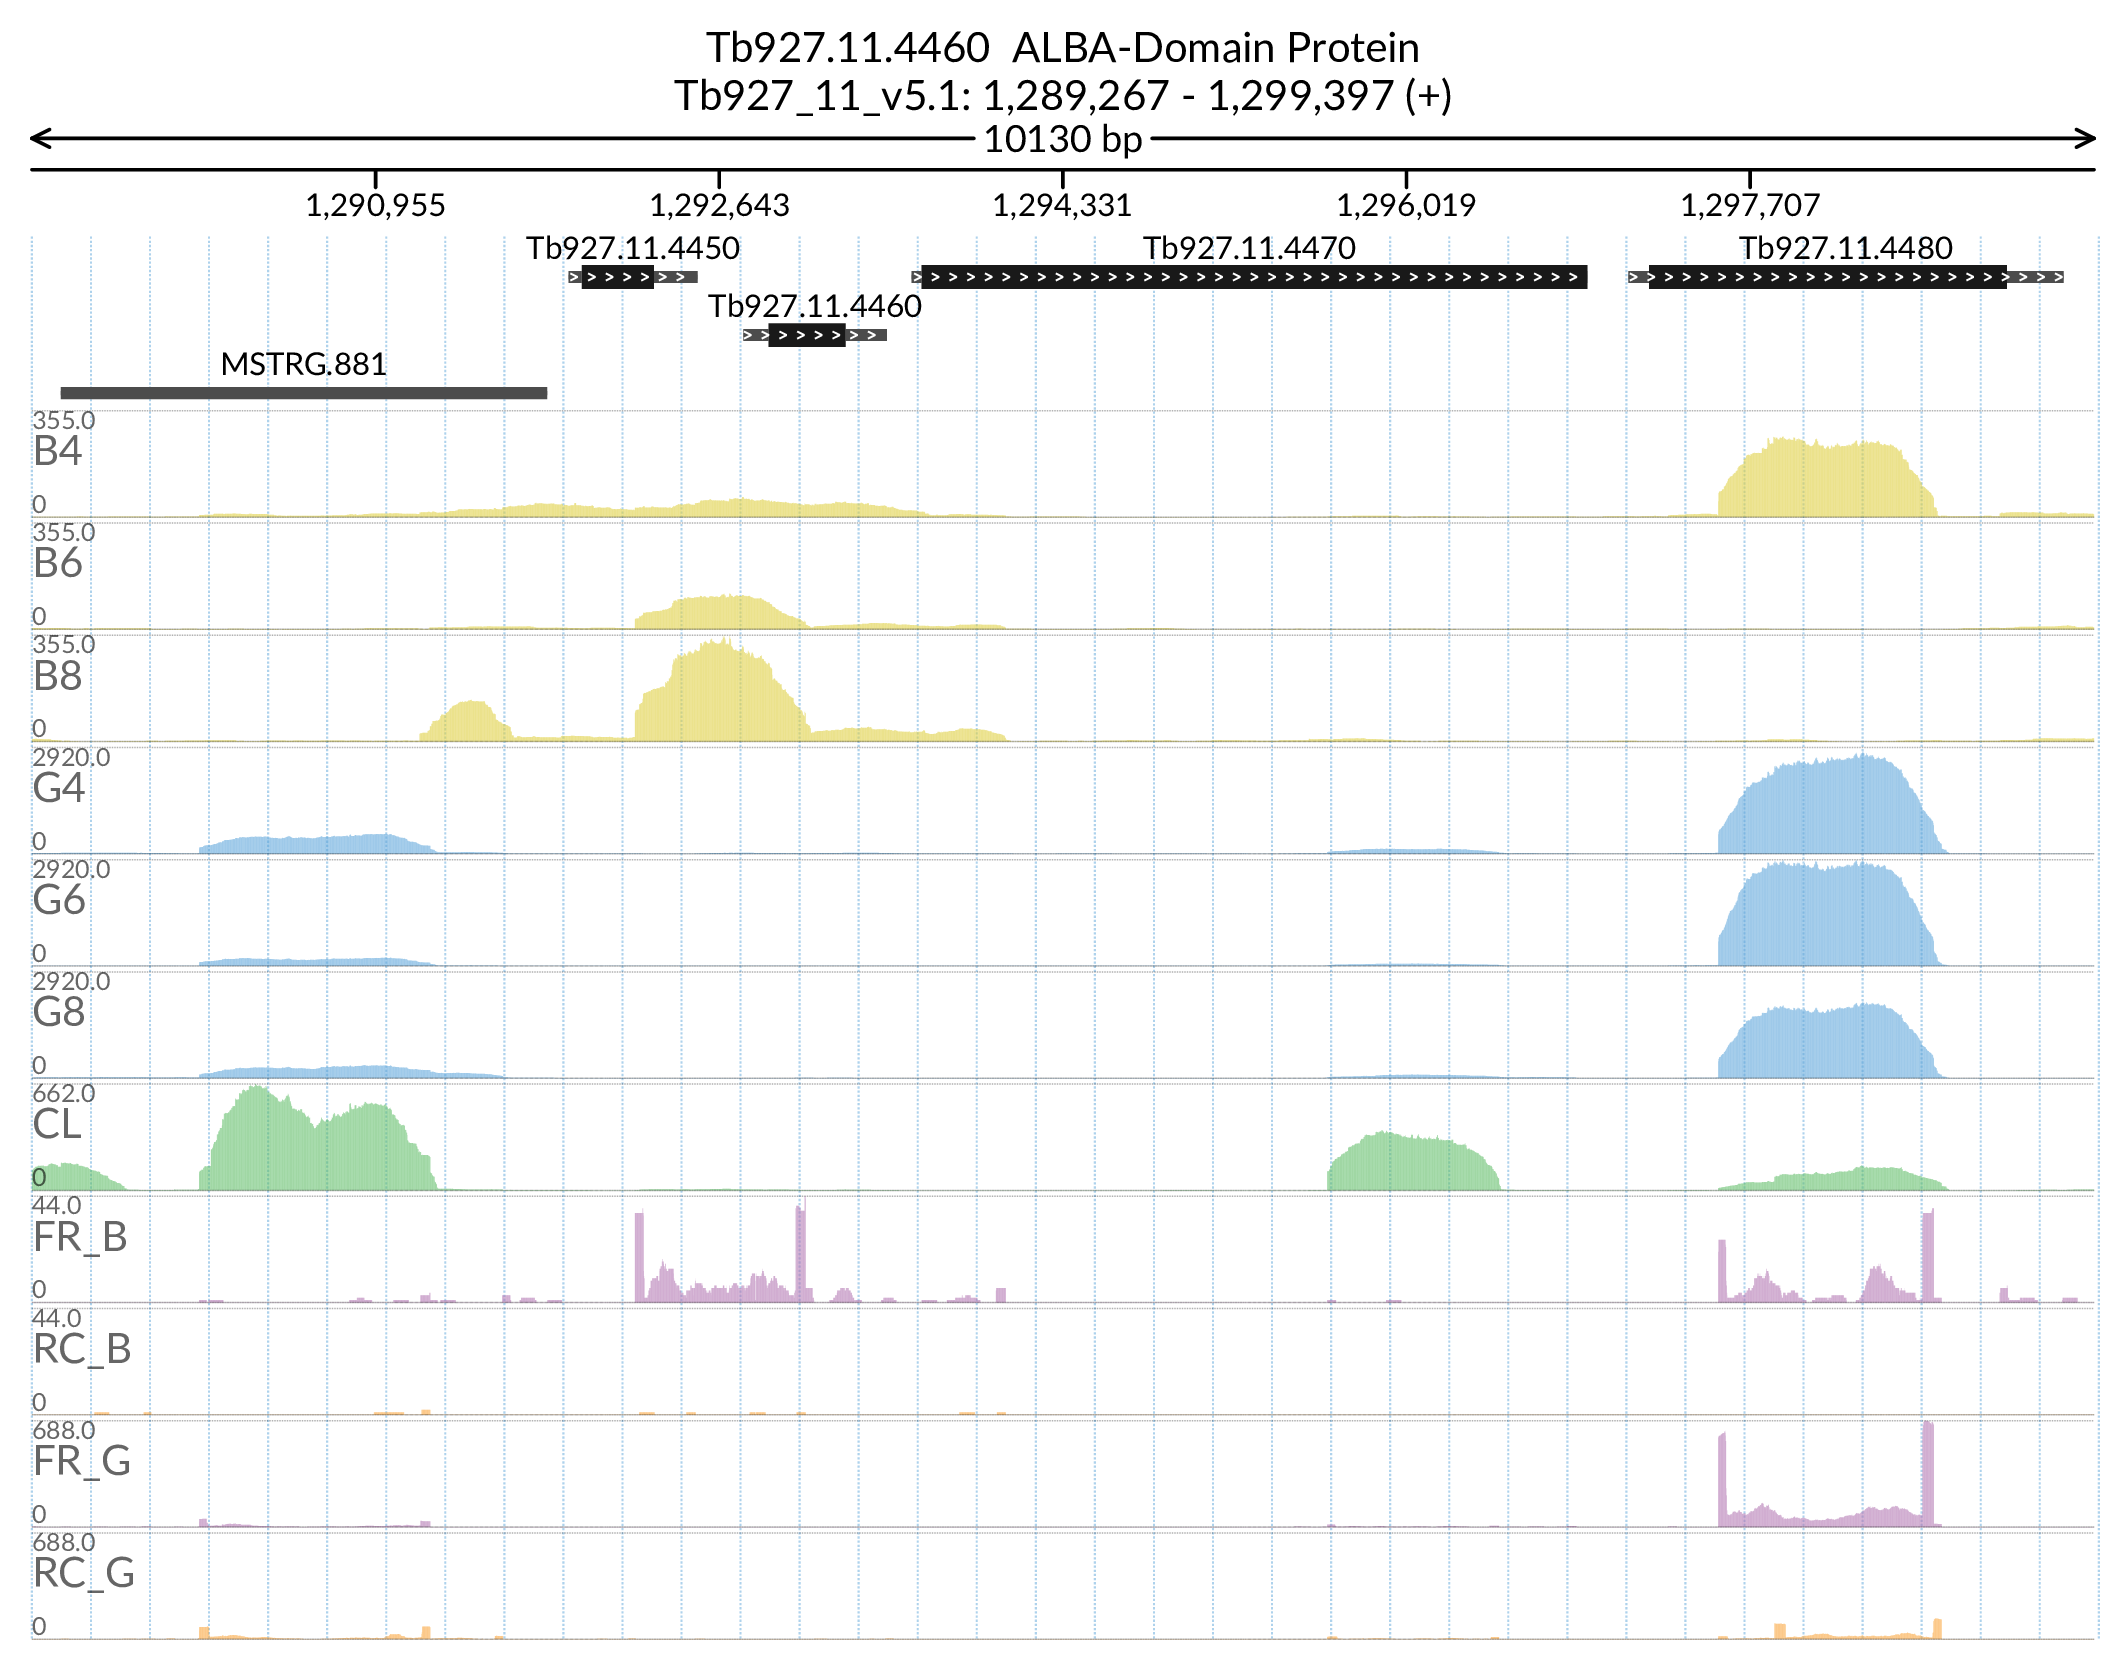 Tb927.11.4460 ALBA-Domain Protein
Tb927_11_v5.1: 1,289,267 - 1,299,397 (+)
10130 bp
1,290,955 1,292,643 1,294,331 1,296,019 1,297,707
Tb927.11.4450 Tb927.11.4470 Tb927.11.4480
Tb927.11.4460
MSTRG.881
355.0
B4
0
355.0
B6
0
355.0
B8
0
2920.0
G4
0
2920.0
G6
0
2920.0
G8
0
662.0
CL
0
44.0
FR_B
0
44.0
RC_B
0
688.0
FR_G
0
688.0
RC_G
0